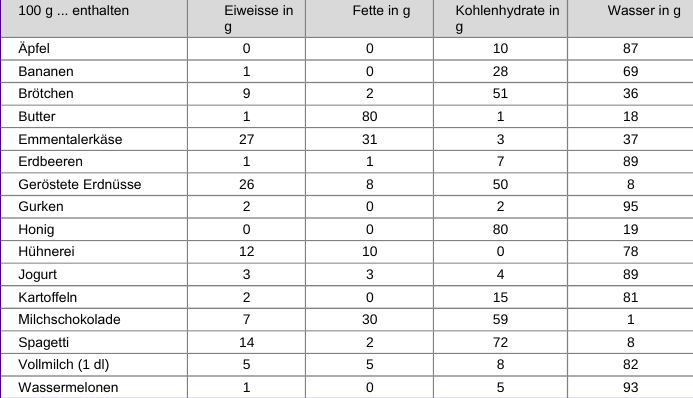 100 g ... enthalten Eiweisse in g Fette in g Kohlenhydrate in g Wasser in g
Äpfel 0 0 10 87
Bananen 1 0 28 69
Brötchen 9 2 51 36
Butter 1 80 1 18
Emmentalerkäse 27 31 3 37
Erdbeeren 1 1 7 89
Geröstete Erdnüsse 26 8 50 8
Gurken 2 0 2 95
Honig 0 0 80 19
Hühnerei 12 10 0 78
Jogurt 3 3 4 89
Kartoffeln 2 0 15 81
Milchschokolade 7 30 59 1
Spagetti 14 2 72 8
Vollmilch (1 dl) 5 5 8 82
Wassermelonen 1 0 5 93